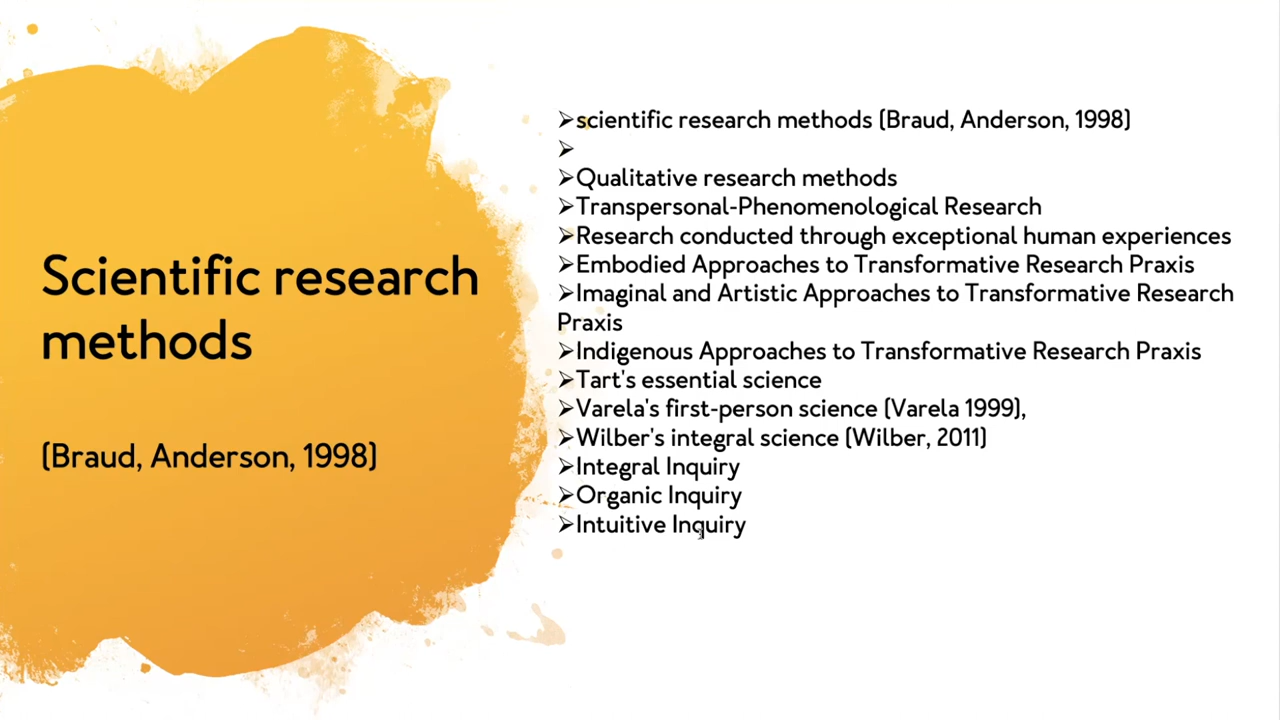 Scientific research
methods
(Braud, Anderson, 1998)
➢scientific research methods (Braud, Anderson, 1998)
➢
➢Qualitative research methods
➢Transpersonal-Phenomenological Research
➢Research conducted through exceptional human experiences
➢Embodied Approaches to Transformative Research Praxis
➢Imaginal and Artistic Approaches to Transformative Research
Praxis
➢Indigenous Approaches to Transformative Research Praxis
➢Tart's essential science
➢Varela's first-person science (Varela 1999),
➢Wilber's integral science (Wilber, 2011)
➢Integral Inquiry
➢Organic Inquiry
➢Intuitive Inquiry